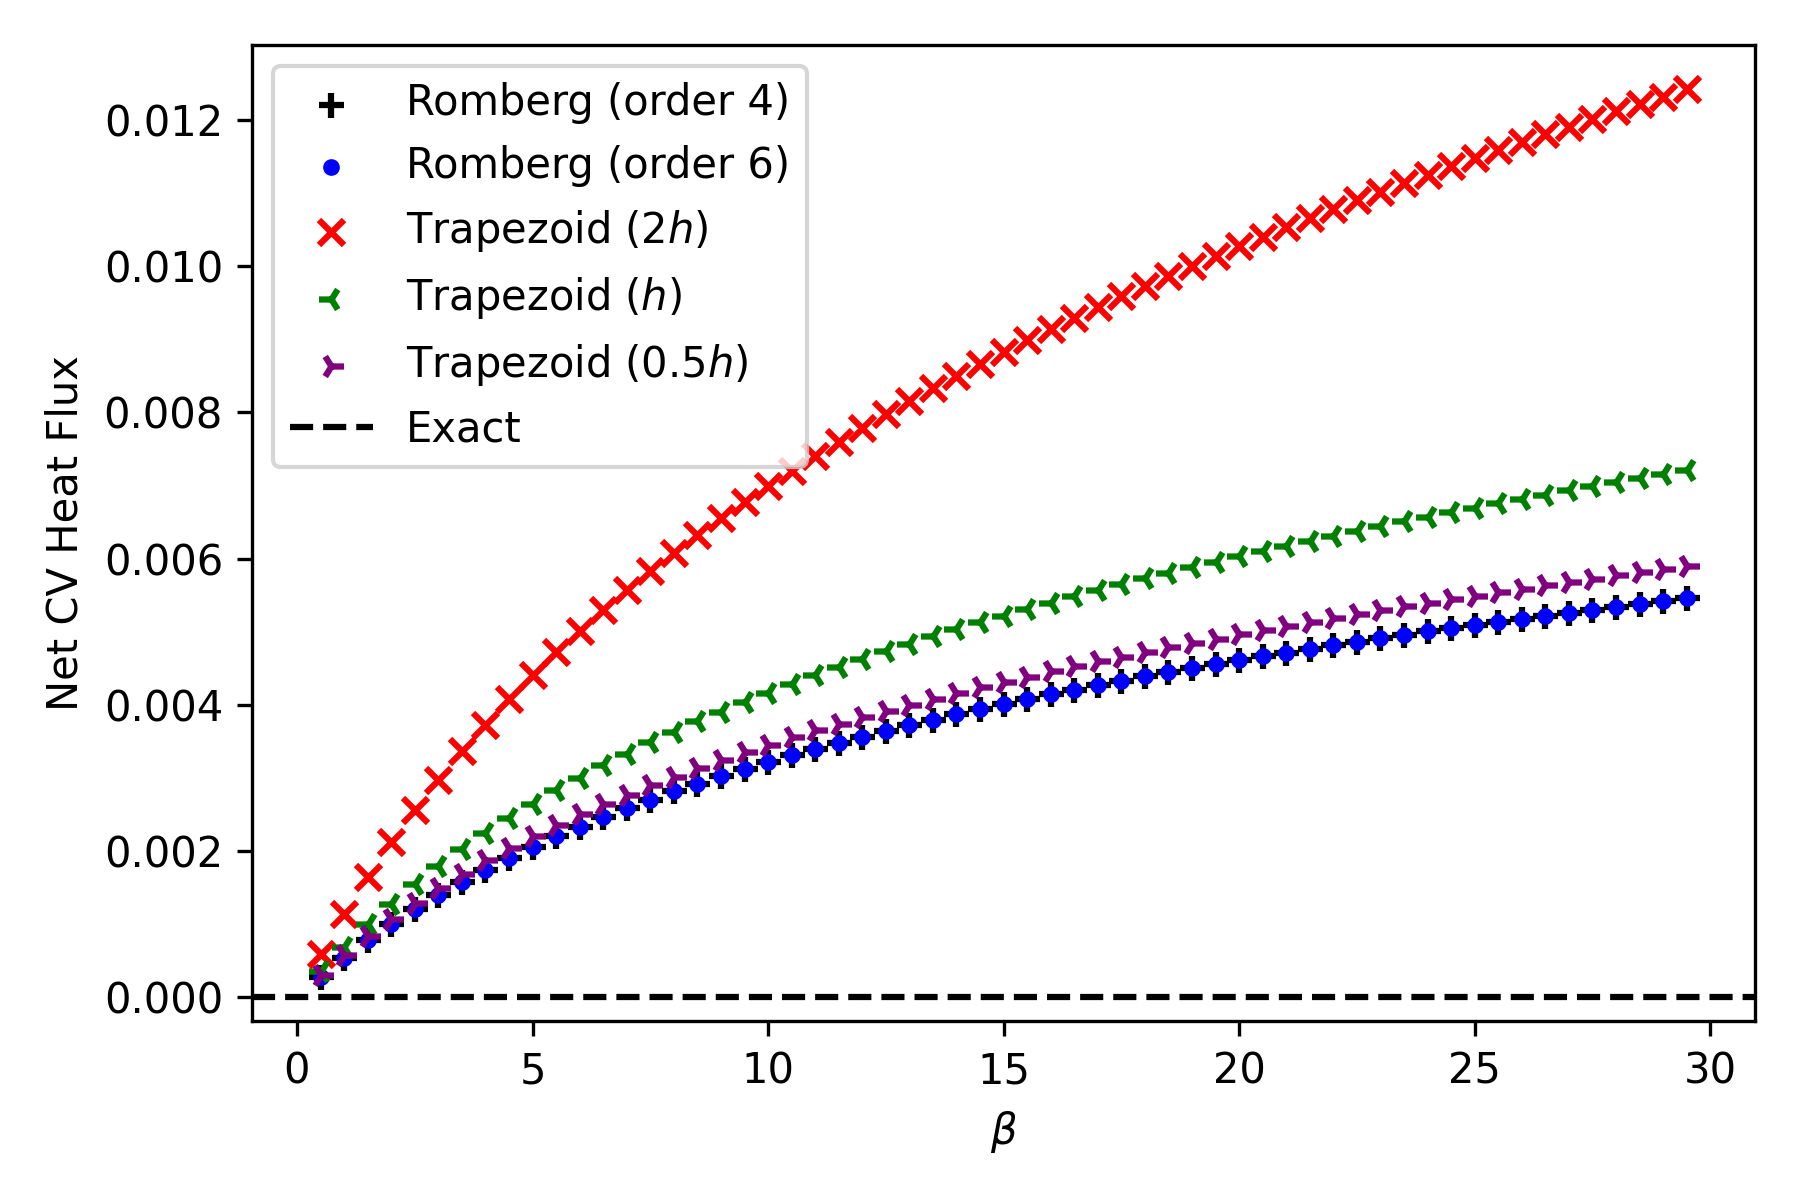 Net CV Heat Flux
0.012
0.010
0.008
0.006
0.004
0.002
0.000
Romberg (order 4)
Romberg (order 6)
Trapezoid (2h)
Trapezoid (h)
Trapezoid (0.5h)
Exact
0 5 10 15 20 25 30
β